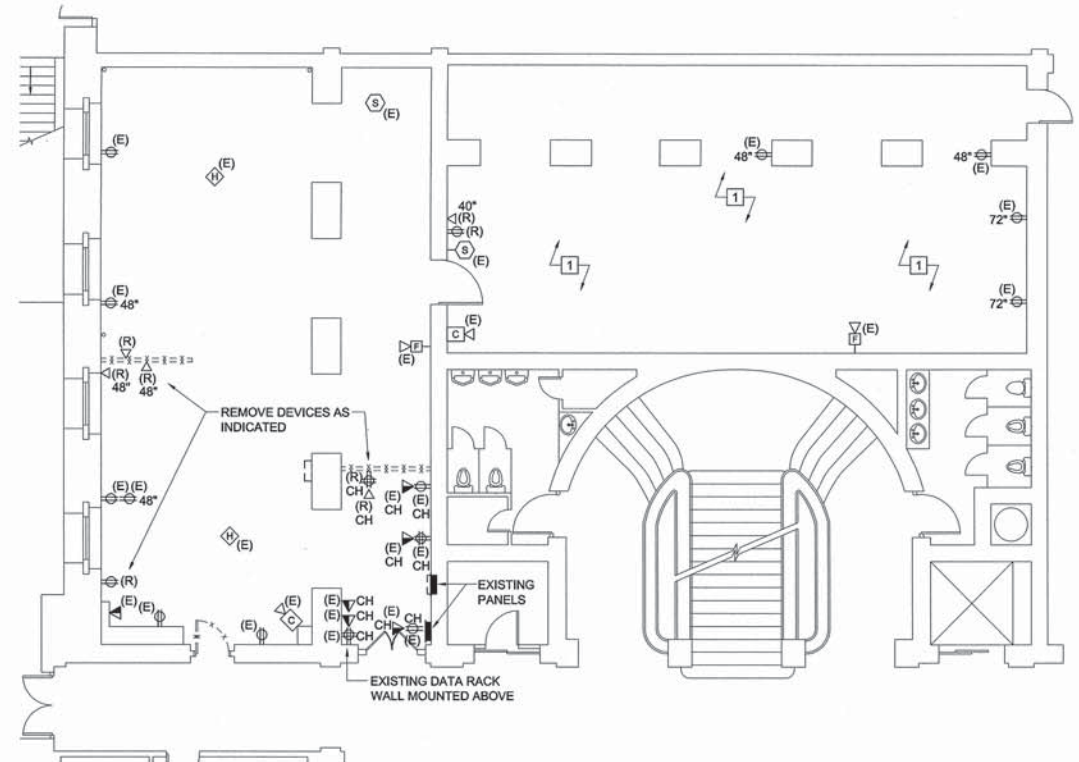 S
(E)
(E)
H
(E)
(E)
48"
48"
(E)
40"
(R)
(R)
S
(E)
1
(E)
72"
1
1
(E)
72"
(E)
48"
(E)
C
F
(E)
F
(E)
(R)
(R)
48"
(R)
48"
REMOVE DEVICES AS
INDICATED
(R)
CH
(R)
CH
(E)
CH
(E)
CH
(E)
(E)
48"
H
(E)
(E)
CH
(E)
CH
(R)
EXISTING
PANELS
(E)
(E)
(E)
C
(E)
CH
(E)
CH
(E)
CH
(E)
CH
CH
(E)
EXISTING DATA RACK
WALL MOUNTED ABOVE